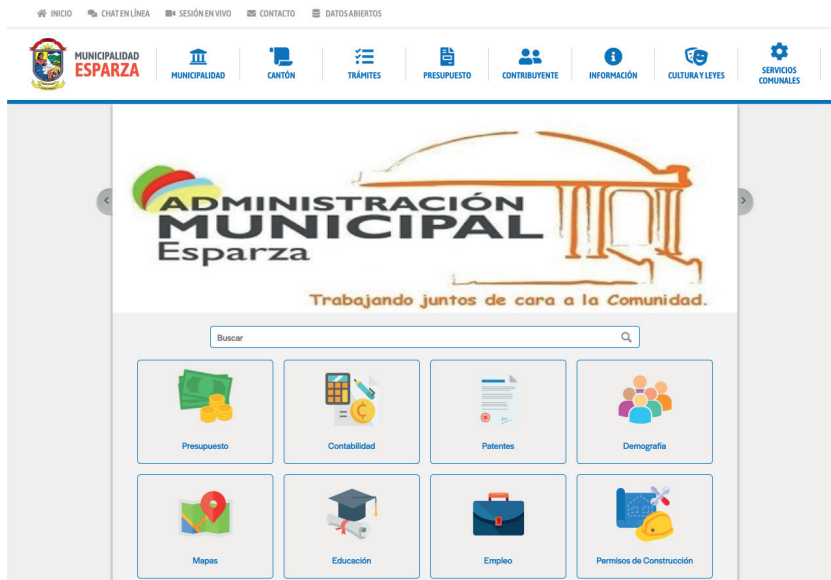 INICIO CHAT EN LÍNEA SESIÓN EN VIVO CONTACTO DATOS ABIERTOS
MUNICIPALIDAD
ESPARZA
MUNICIPALIDAD CANTÓN TRÁMITES PRESUPUESTO CONTRIBUYENTE INFORMACIÓN CULTURA Y LEYES SERVICIOS
COMUNALES
ADMINISTRACIÓN
MUNICIPAL
Esparza
Trabajando juntos de cara a la Comunidad.
Buscar
Presupuesto Contabilidad Patentes Demografía
Mapas Educación Empleo Permisos de Construcción